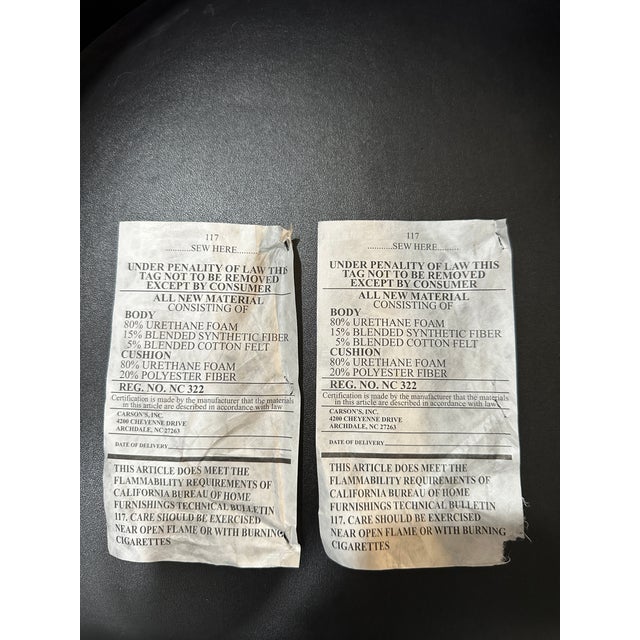 117
...........SEW HERE..........
UNDER PENALITY OF LAW THIS
TAG NOT TO BE REMOVED
EXCEPT BY CONSUMER
ALL NEW MATERIAL
CONSISTING OF
BODY
80% URETHANE FOAM
15% BLENDED SYNTHETIC FIBER
5% BLENDED COTTON FELT
CUSHION
80% URETHANE FOAM
20% POLYESTER FIBER
REG. NO. NC 322
Certification is made by the manufacturer that the materials
in this article are described in accordance with law
CARSON'S, INC.
4200 CHEYENNE DRIVE
ARCHDALE, NC 27263
DATE OF DELIVERY
THIS ARTICLE DOES MEET THE
FLAMMABILITY REQUIREMENTS OF
CALIFORNIA BUREAU OF HOME
FURNISHINGS TECHNICAL BULLETIN
117. CARE SHOULD BE EXERCISED
NEAR OPEN FLAME OR WITH BURNING
CIGARETTES
117
...........SEW HERE..........
UNDER PENALITY OF LAW THIS
TAG NOT TO BE REMOVED
EXCEPT BY CONSUMER
ALL NEW MATERIAL
CONSISTING OF
BODY
80% URETHANE FOAM
15% BLENDED SYNTHETIC FIBER
5% BLENDED COTTON FELT
CUSHION
80% URETHANE FOAM
20% POLYESTER FIBER
REG. NO. NC 322
Certification is made by the manufacturer that the materials
in this article are described in accordance with law
CARSON'S, INC.
4200 CHEYENNE DRIVE
ARCHDALE, NC 27263
DATE OF DELIVERY
THIS ARTICLE DOES MEET THE
FLAMMABILITY REQUIREMENTS OF
CALIFORNIA BUREAU OF HOME
FURNISHINGS TECHNICAL BULLETIN
117. CARE SHOULD BE EXERCISED
NEAR OPEN FLAME OR WITH BURNING
CIGARETTES